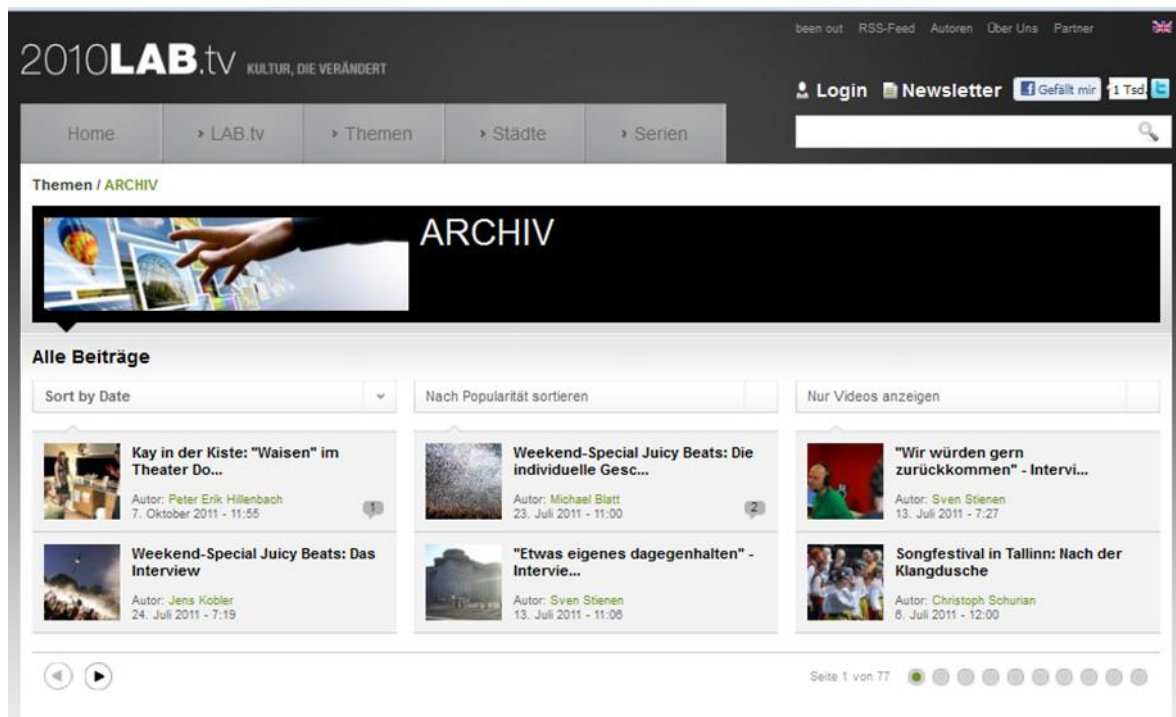 been out RSS-Feed Autoren Über Uns Partner
2010LAB.tv KULTUR, DIE VERÄNDERT
Login Newsletter Gefällt mir 1 Tsd.
Home LAB.tv Themen Städte Serien
Themen / ARCHIV
ARCHIV
Alle Beiträge
Sort by Date
Nach Popularität sortieren
Nur Videos anzeigen
Kay in der Kiste: "Waisen" im
Theater Do...
Autor: Peter Erik Hillenbach
7. Oktober 2011 - 11:55
1
Weekend-Special Juicy Beats: Die
individuelle Gesc...
Autor: Michael Blatt
23. Juli 2011 - 11:00
2
"Wir würden gern
zurückkommen" - Intervi...
Autor: Sven Stienen
13. Juli 2011 - 7:27
Weekend-Special Juicy Beats: Das
Interview
Autor: Jens Kobler
24. Juli 2011 - 7:19
"Etwas eigenes dagegenhalten" -
Intervie...
Autor: Sven Stienen
13. Juli 2011 - 11:06
Songfestival in Tallinn: Nach der
Klangdusche
Autor: Christoph Schurian
6. Juli 2011 - 12:00
Seite 1 von 77